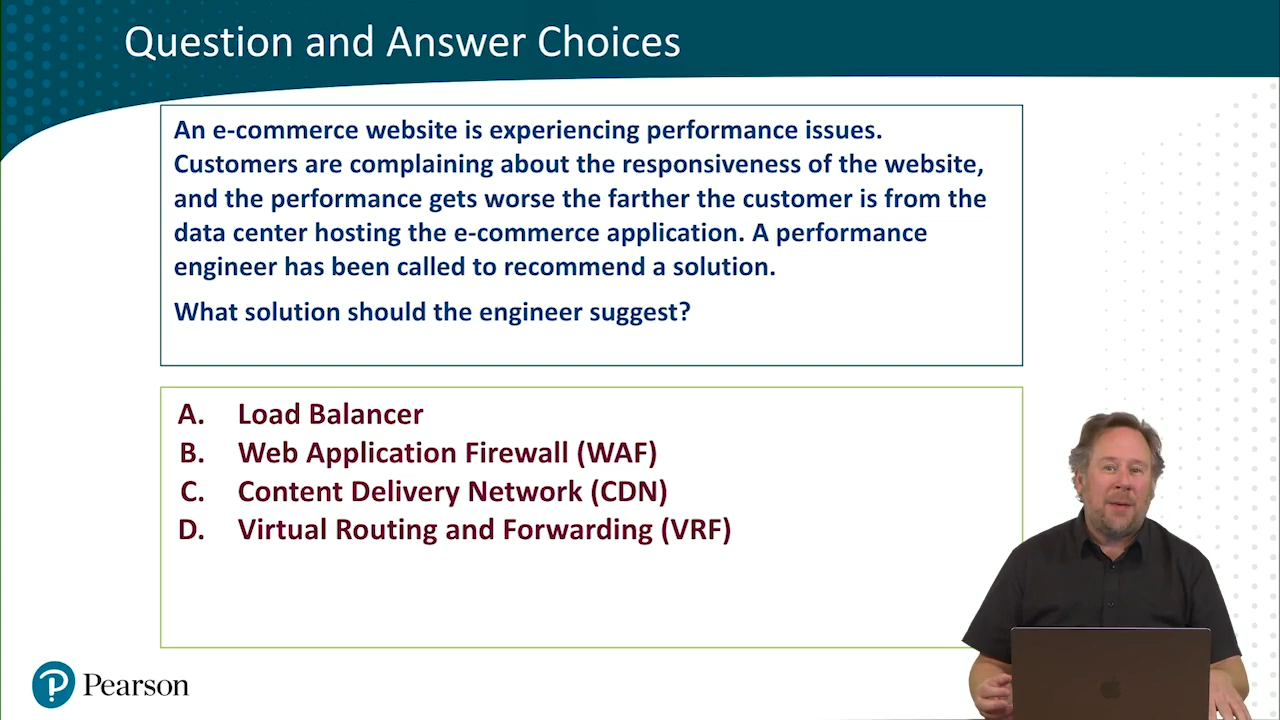 Question and Answer Choices
An e-commerce website is experiencing performance issues.
Customers are complaining about the responsiveness of the website,
and the performance gets worse the farther the customer is from the
data center hosting the e-commerce application. A performance
engineer has been called to recommend a solution.
What solution should the engineer suggest?
A. Load Balancer
B. Web Application Firewall (WAF)
C. Content Delivery Network (CDN)
D. Virtual Routing and Forwarding (VRF)
Pearson